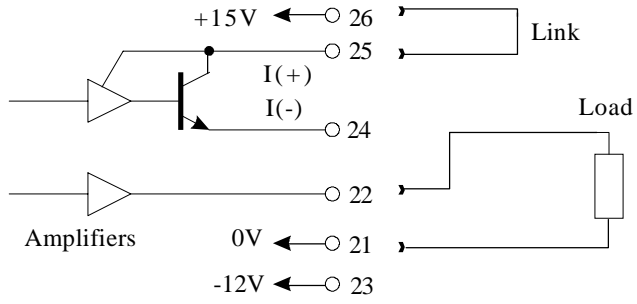 +15V 26
25 Link
I(+)
I(-)
24
Load
22
Amplifiers 0V 21
-12V 23